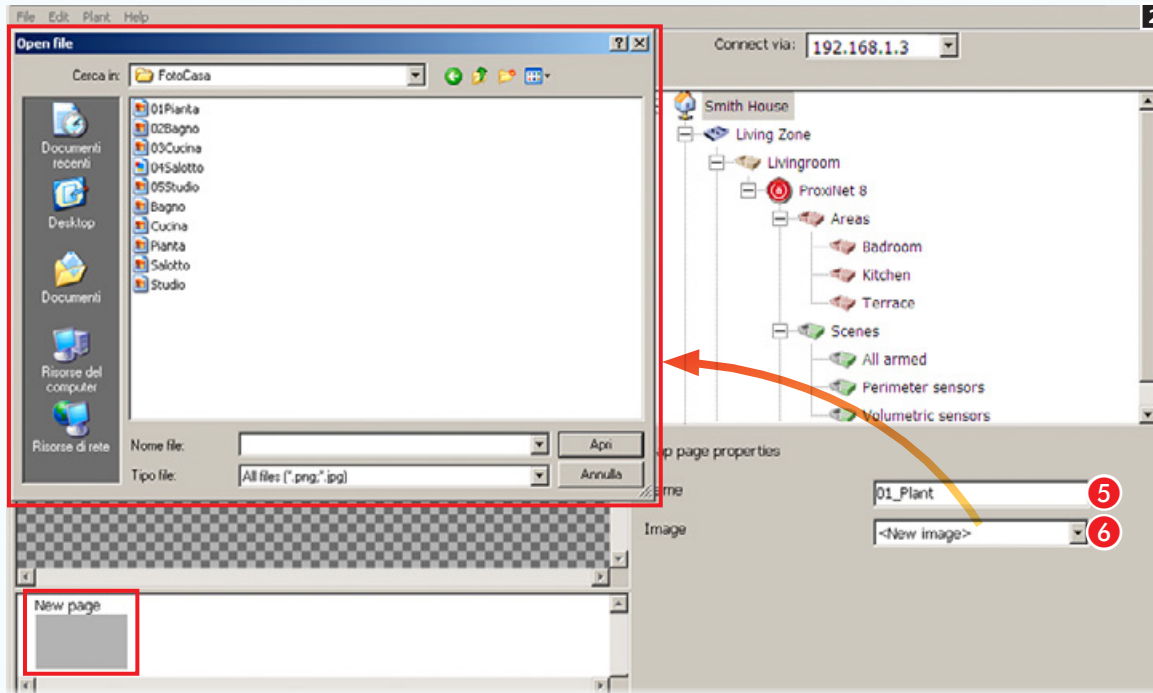 File Edit Plant Help
2
Open file
Connect via: 192.168.1.3
Cerca in: FotoCasa
Documenti recenti
Desktop
Documenti
Risorse del computer
Risorse di rete
01Pianta
02Bagno
03Cucina
04Salotto
05Studio
Bagno
Cucina
Pianta
Salotto
Studio
Nome file:
Apri
Tipo file: All files (*.png;*.jpg)
Annulla
Smith House
Living Zone
Livingroom
ProxiNet 8
Areas
Badroom
Kitchen
Terrace
Scenes
All armed
Perimeter sensors
Volumetric sensors
page properties
01_Plant
5
Image
<New image>
6
New page